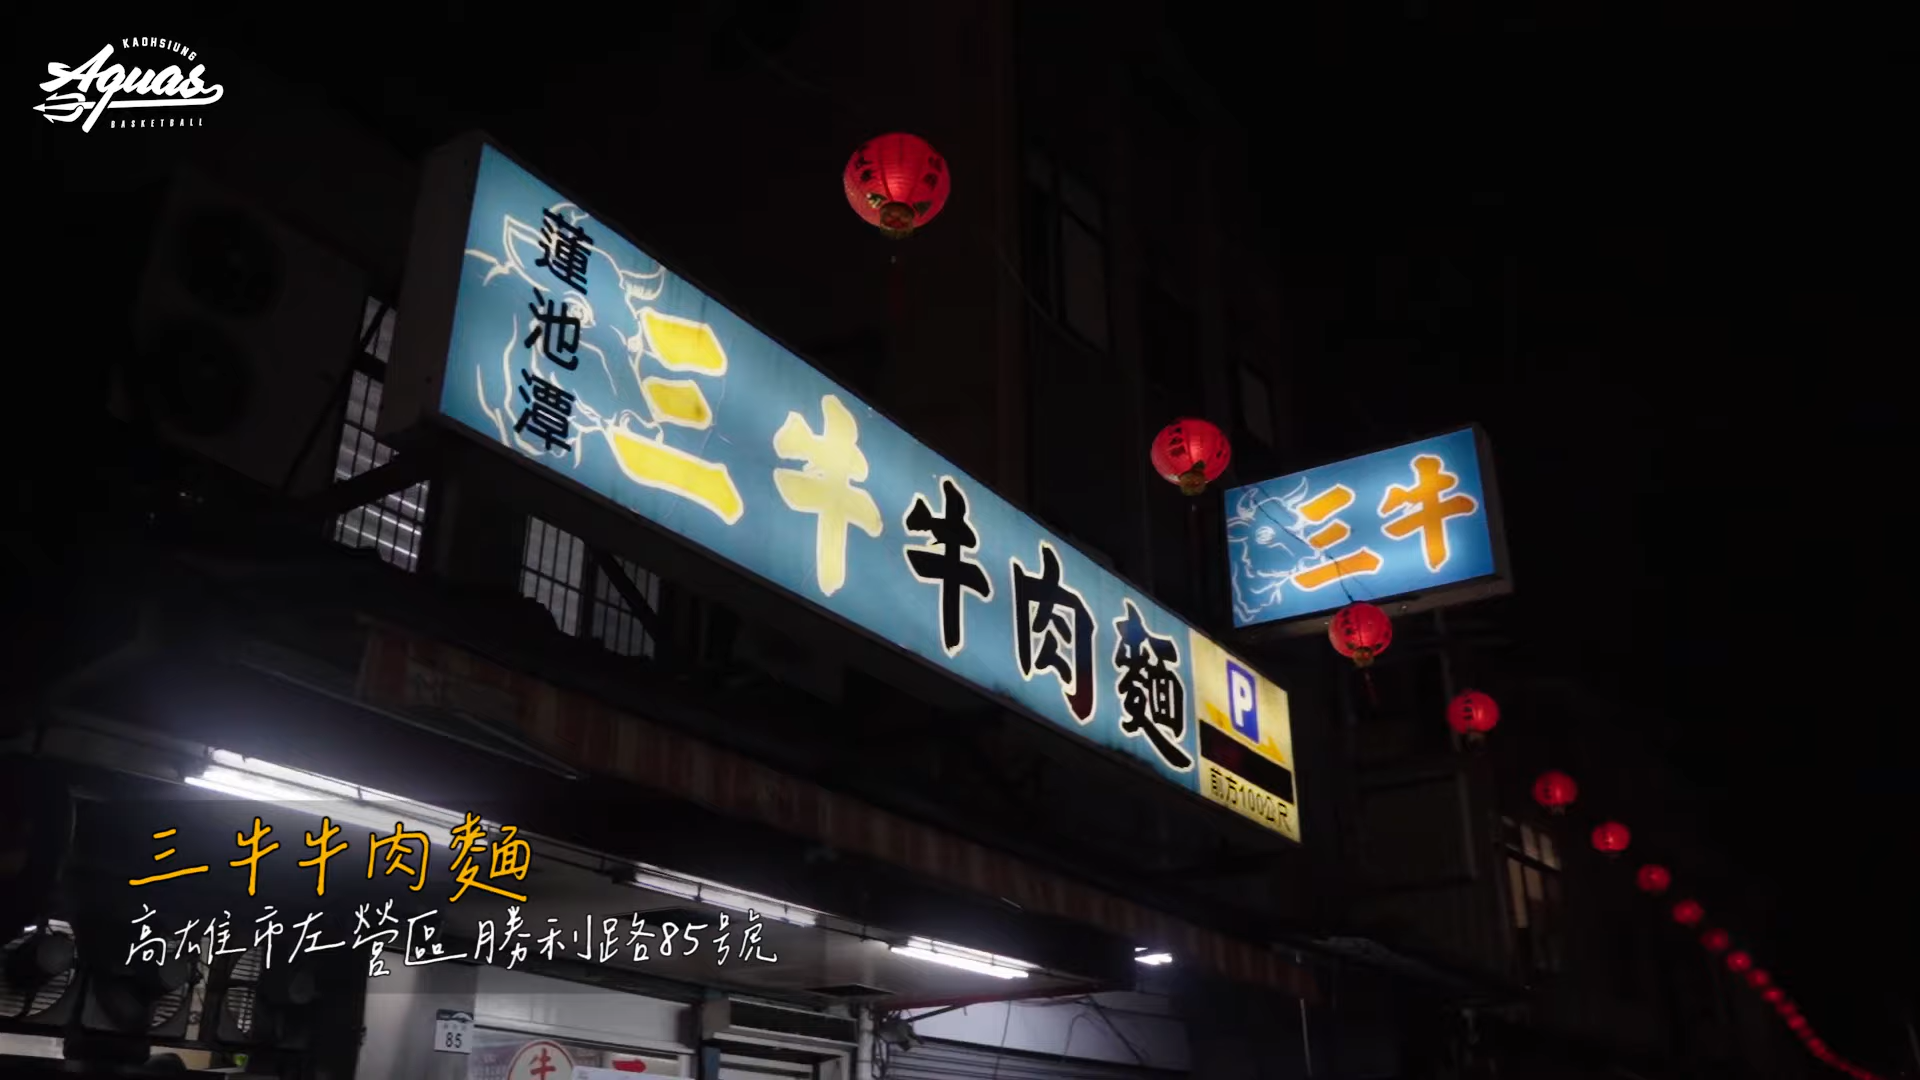 KAOHSIUNG
Aquas
BASKETBALL
蓮池潭
三牛牛肉麵
P
前方100公尺
三牛
三牛牛肉麵
高雄市左營區勝利路85號
85
牛